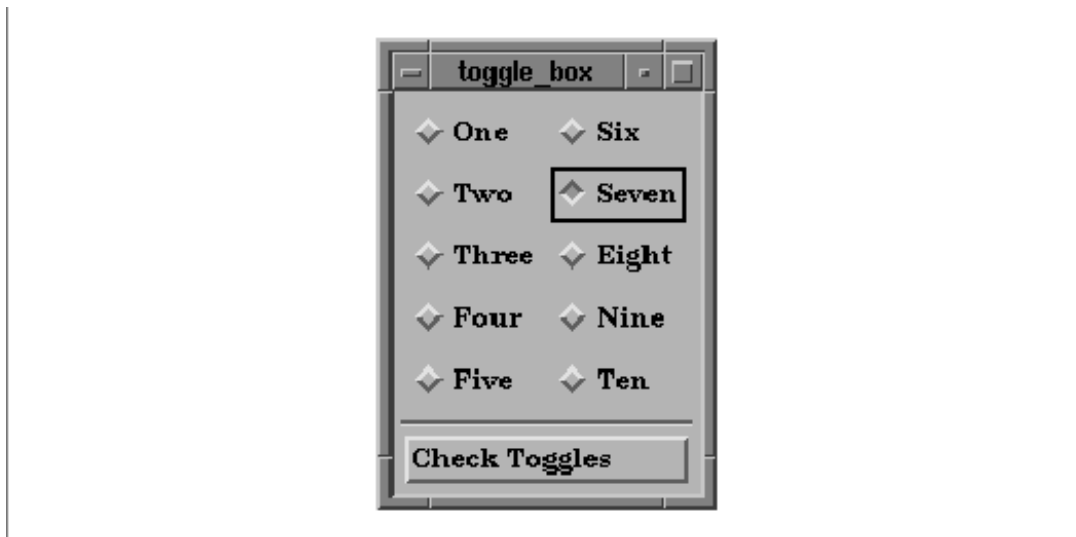 toggle_box
One Six
Two Seven
Three Eight
Four Nine
Five Ten
Check Toggles